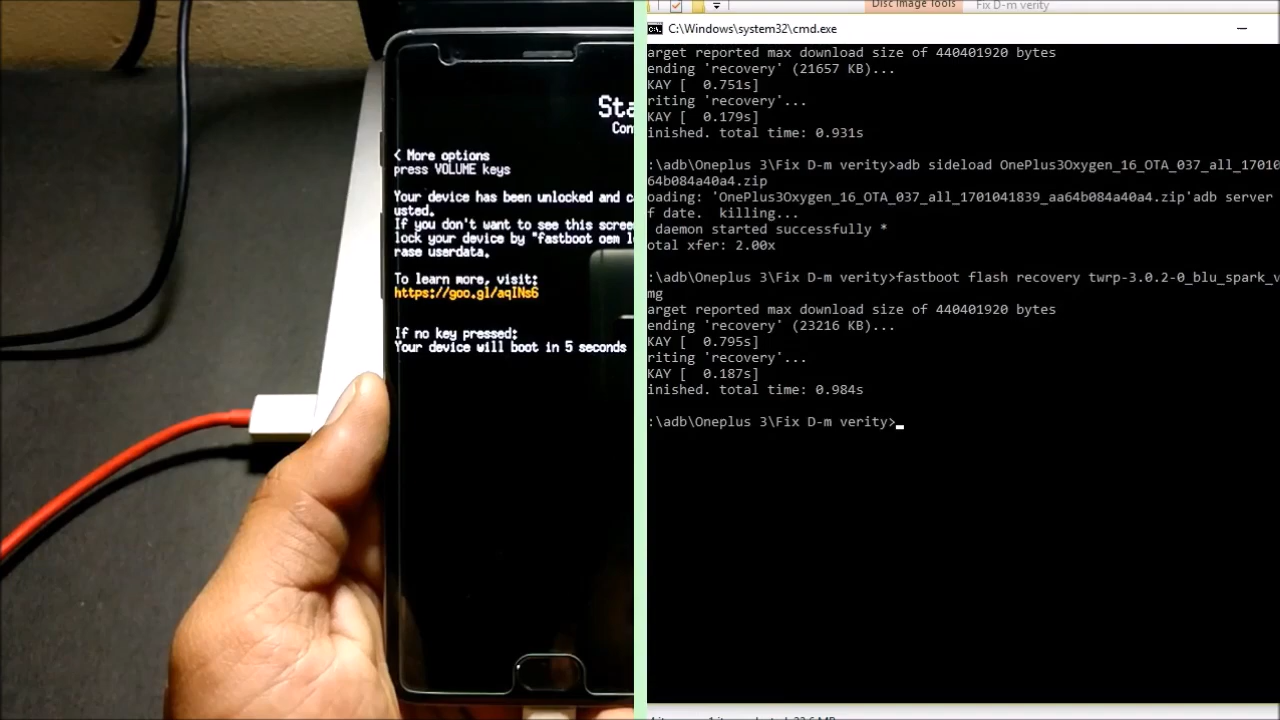 Sta
Con
< More options
press VOLUME keys
Your device has been unlocked and c
usted.
If you don't want to see this scree
lock your device by "fastboot oem l
rase userdata.
To learn more, visit:
https://goo.gl/aqINs6
If no key pressed:
Your device will boot in 5 seconds
Disc Image Tools
Fix D-m verity
C:\Windows\system32\cmd.exe
arget reported max download size of 440401920 bytes
ending 'recovery' (21657 KB)...
KAY [  0.751s]
riting 'recovery'...
KAY [  0.179s]
inished. total time: 0.931s
:\adb\Oneplus 3\Fix D-m verity>adb sideload OnePlus3Oxygen_16_OTA_037_all_17010
64b084a40a4.zip
oading: 'OnePlus3Oxygen_16_OTA_037_all_1701041839_aa64b084a40a4.zip'adb server
f date.  killing...
daemon started successfully *
otal xfer: 2.00x
:\adb\Oneplus 3\Fix D-m verity>fastboot flash recovery twrp-3.0.2-0_blu_spark_v
mg
arget reported max download size of 440401920 bytes
ending 'recovery' (23216 KB)...
KAY [  0.795s]
riting 'recovery'...
KAY [  0.187s]
inished. total time: 0.984s
:\adb\Oneplus 3\Fix D-m verity>